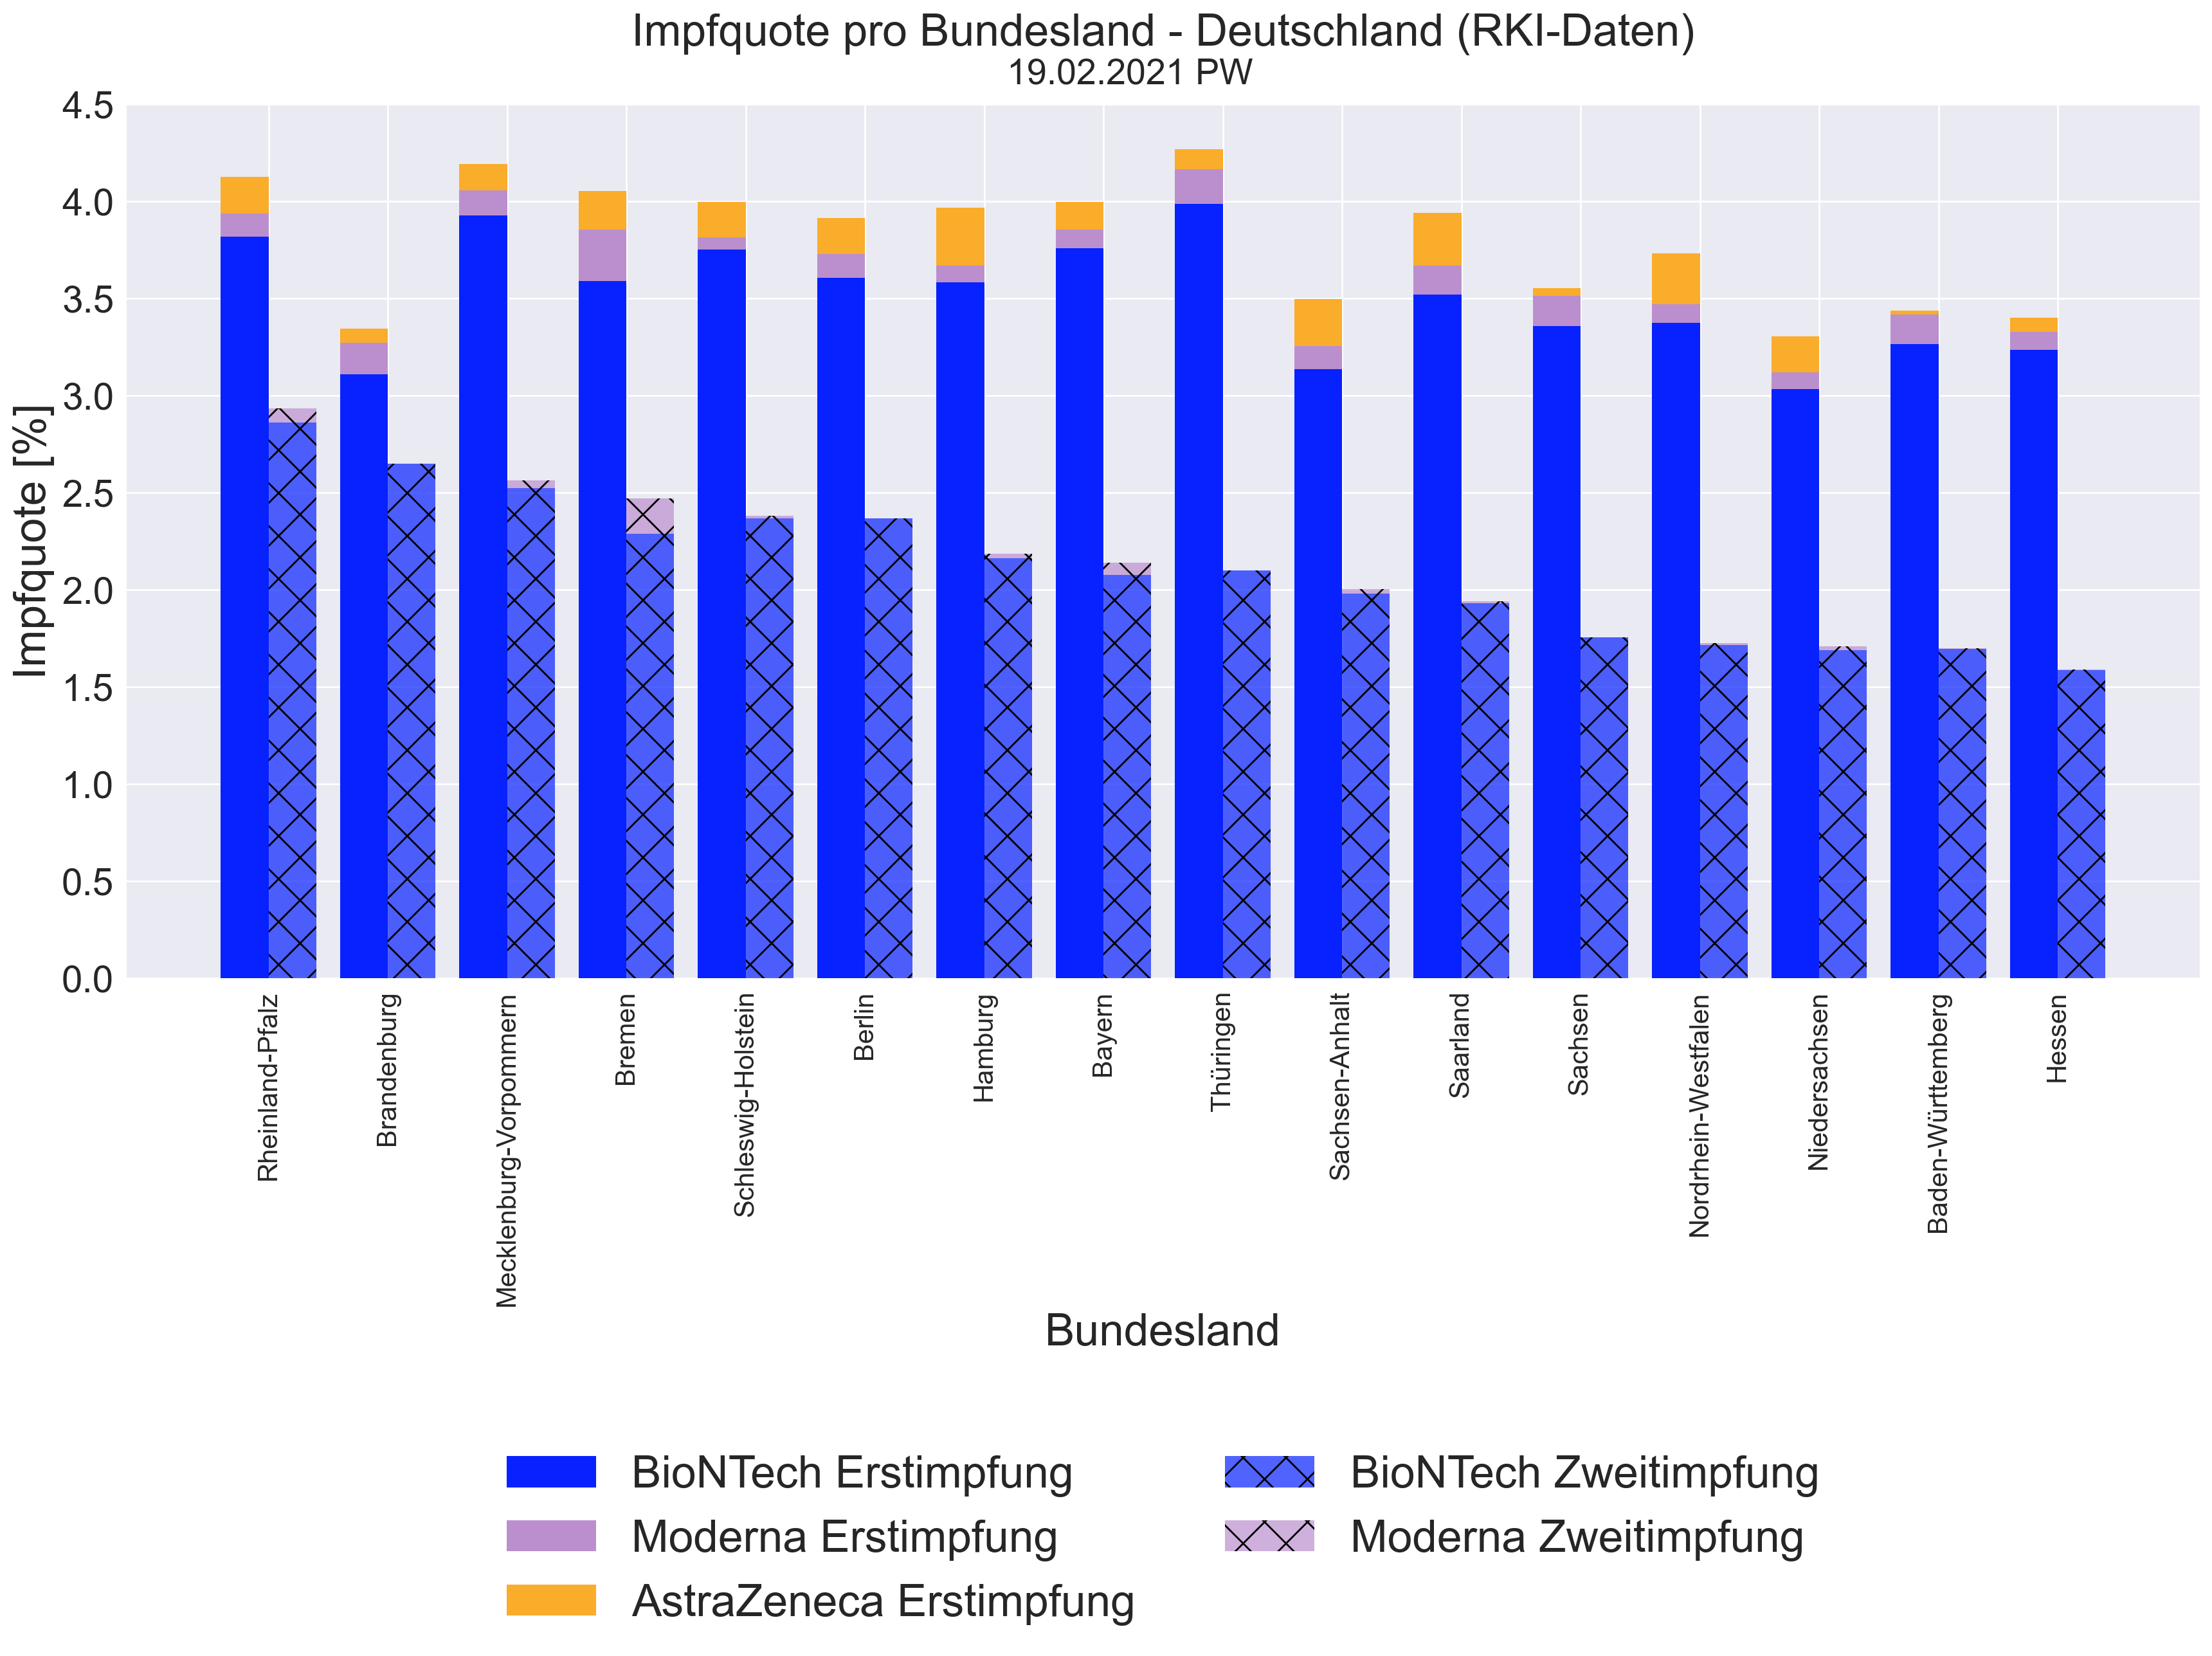 Impfquote pro Bundesland - Deutschland (RKI-Daten)
19.02.2021 PW
Impfquote [%]
4.5
4.0
3.5
3.0
2.5
2.0
1.5
1.0
0.5
0.0
Rheinland-Pfalz
Brandenburg
Mecklenburg-Vorpommern
Bremen
Schleswig-Holstein
Berlin
Hamburg
Bayern
Thüringen
Sachsen-Anhalt
Saarland
Sachsen
Nordrhein-Westfalen
Niedersachsen
Baden-Württemberg
Hessen
Bundesland
BioNTech Erstimpfung
Moderna Erstimpfung
AstraZeneca Erstimpfung
BioNTech Zweitimpfung
Moderna Zweitimpfung